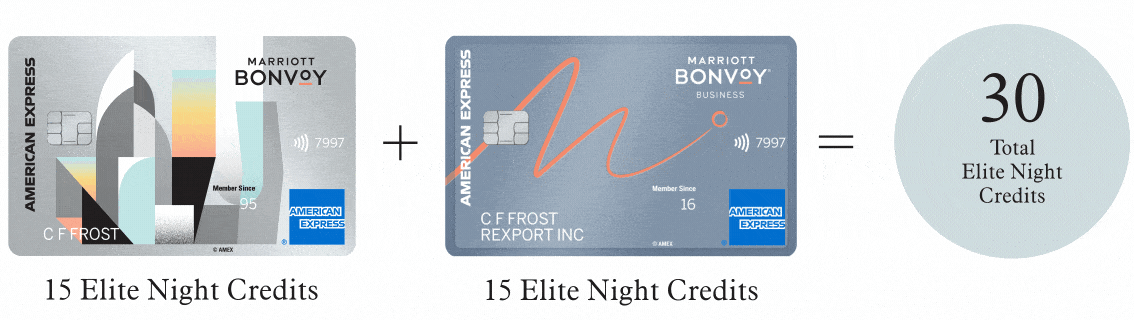 AMERICAN EXPRESS
MARRIOTT
BONVOY
7997
Member Since
95
C F FROST
AMERICAN
EXPRESS
®
© AMEX
15 Elite Night Credits
+
AMERICAN EXPRESS
MARRIOTT
BONVOY®
BUSINESS
7997
Member Since
16
C F FROST
REXPORT INC
AMERICAN
EXPRESS
®
© AMEX
15 Elite Night Credits
=
30
Total
Elite Night
Credits